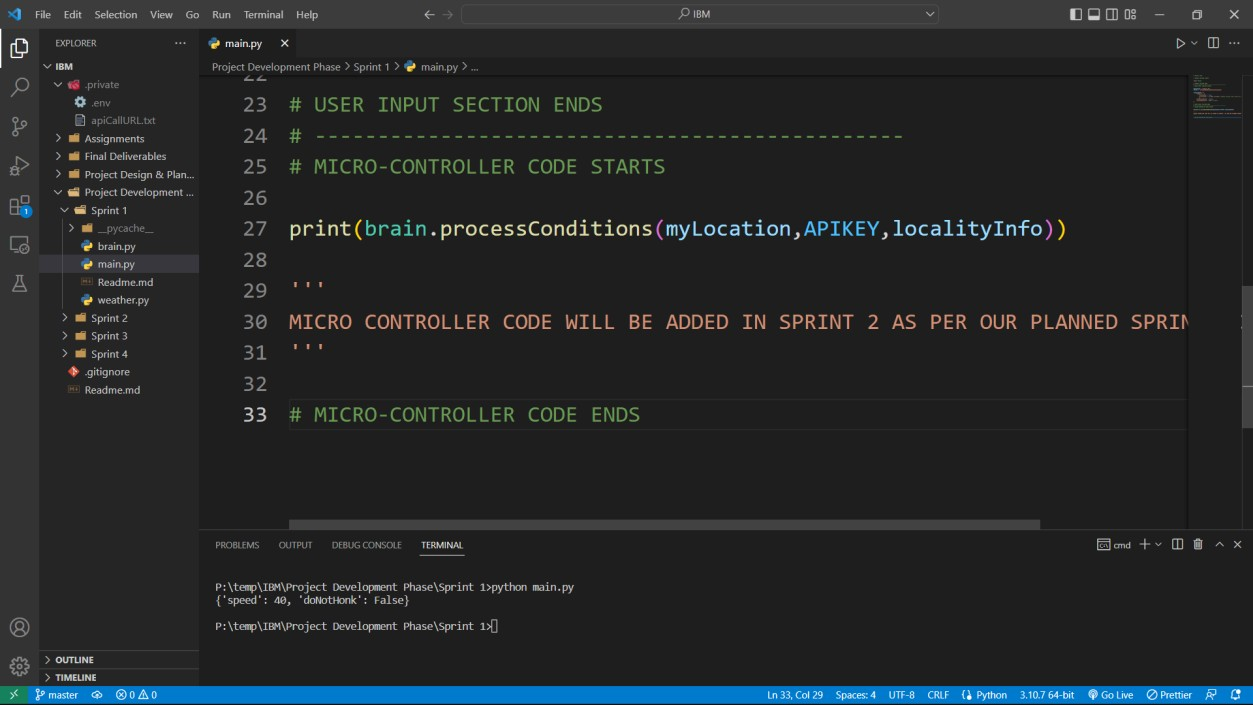 File Edit Selection View Go Run Terminal Help IBM
EXPLORER
IBM
.private
.env
apiCallURL.txt
Assignments
Final Deliverables
Project Design & Plan...
Project Development ...
Sprint 1
__pycache__
brain.py
main.py
Readme.md
weather.py
Sprint 2
Sprint 3
Sprint 4
.gitignore
Readme.md
OUTLINE
TIMELINE
main.py
Project Development Phase > Sprint 1 > main.py > ...
22
23 # USER INPUT SECTION ENDS
24 # -----------------------------------------------
25 # MICRO-CONTROLLER CODE STARTS
26
27 print(brain.processConditions(myLocation,APIKEY,localityInfo))
28
29 '''
30 MICRO CONTROLLER CODE WILL BE ADDED IN SPRINT 2 AS PER OUR PLANNED SPRIN
31 '''
32
33 # MICRO-CONTROLLER CODE ENDS
PROBLEMS OUTPUT DEBUG CONSOLE TERMINAL cmd
P:\temp\IBM\Project Development Phase\Sprint 1>python main.py
{'speed': 40, 'doNotHonk': False}
P:\temp\IBM\Project Development Phase\Sprint 1>
1
master 0 0 Ln 33, Col 29 Spaces: 4 UTF-8 CRLF Python 3.10.7 64-bit Go Live Prettier